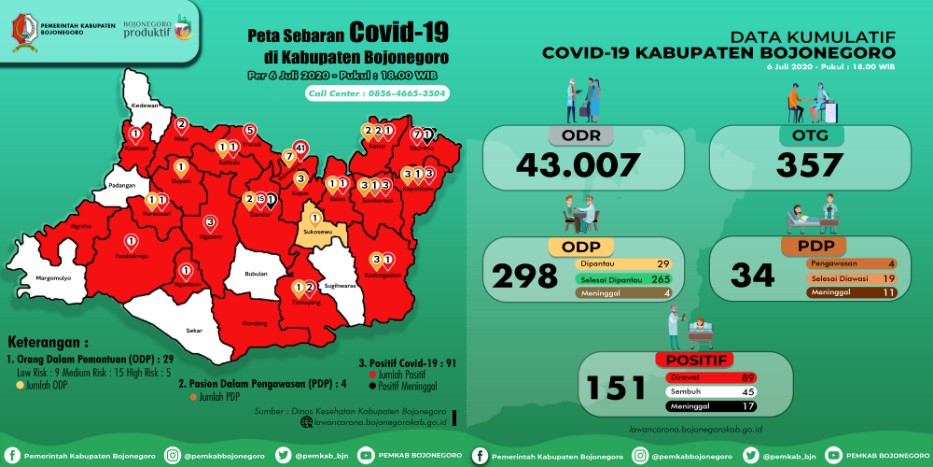 PEMERINTAH KABUPATEN
BOJONEGORO
BOJONEGORO
produktif
Peta Sebaran Covid-19
di Kabupaten Bojonegoro
Per 6 Juli 2020 - Pukul : 18.00 WIB
Call Center : 0856-4665-3504
Kedewan
1
Kasiman
2
Malo
5
Trucuk
1 1
Kalitidu
7 41
2 2 1
Kanor
7 1
Baureno
1
Gayam
3
Kapas
1 1
Balen
3 1 3
Sumberejo
3 1 3
Kepohbaru
Padangan
1 1
Purwosari
2 15 1
Dander
1
Sukosewu
Ngraho
3
Ngasem
1
Tambakrejo
3 1
Kedungadem
Margomulyo
1
Ngambon
Bubulan
1 2
Temayang
Sugihwaras
Sekar
Gondang
Keterangan :
1. Orang Dalam Pemantuan (ODP) : 29
Low Risk : 9 Medium Risk : 15 High Risk : 5
Jumlah ODP
2. Pasien Dalam Pengawasan (PDP) : 4
Jumlah PDP
3. Positif Covid-19 : 91
Jumlah Positif
Positif Meninggal
Sumber : Dinas Kesehatan Kabupaten Bojonegoro
lawancorona.bojonegorokab.go.id
Pemerintah Kabupaten Bojonegoro
@pemkabbojonegoro
@pemkab_bjn
PEMKAB BOJONEGORO
DATA KUMULATIF
COVID-19 KABUPATEN BOJONEGORO
6 Juli 2020 - Pukul : 18.00 WIB
ODR
43.007
OTG
357
ODP
298
Dipantau 29
Selesai Dipantau 265
Meninggal 4
PDP
34
Pengawasan 4
Selesai Diawasi 19
Meninggal 11
POSITIF
151
Dirawat 89
Sembuh 45
Meninggal 17
lawancorona.bojonegorokab.go.id
Pemerintah Kabupaten Bojonegoro
@pemkabbojonegoro
@pemkab_bjn
PEMKAB BOJONEGORO